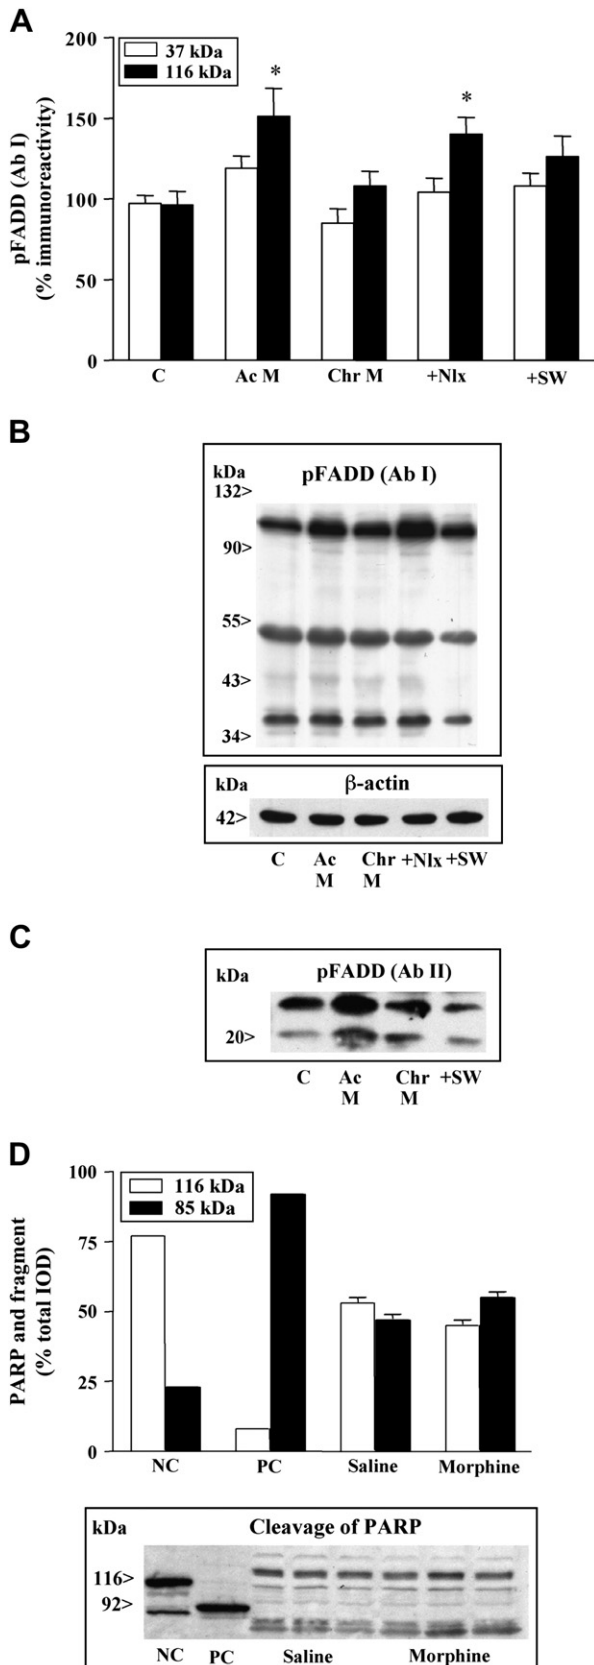 A
pFADD (Ab I)
(% immunoreactivity)
200
150
100
50
0
37 kDa
116 kDa
*
*
C Ac M Chr M +Nlx +SW
B
kDa
pFADD (Ab I)
132>
90>
55>
43>
34>
kDa
β-actin
42>
C Ac Chr +Nlx +SW
M M
C
kDa
pFADD (Ab II)
20>
C Ac Chr +SW
M M
D
PARP and fragment
(% total IOD)
100
75
50
25
0
116 kDa
85 kDa
NC PC Saline Morphine
kDa
Cleavage of PARP
116>
92>
NC PC Saline Morphine